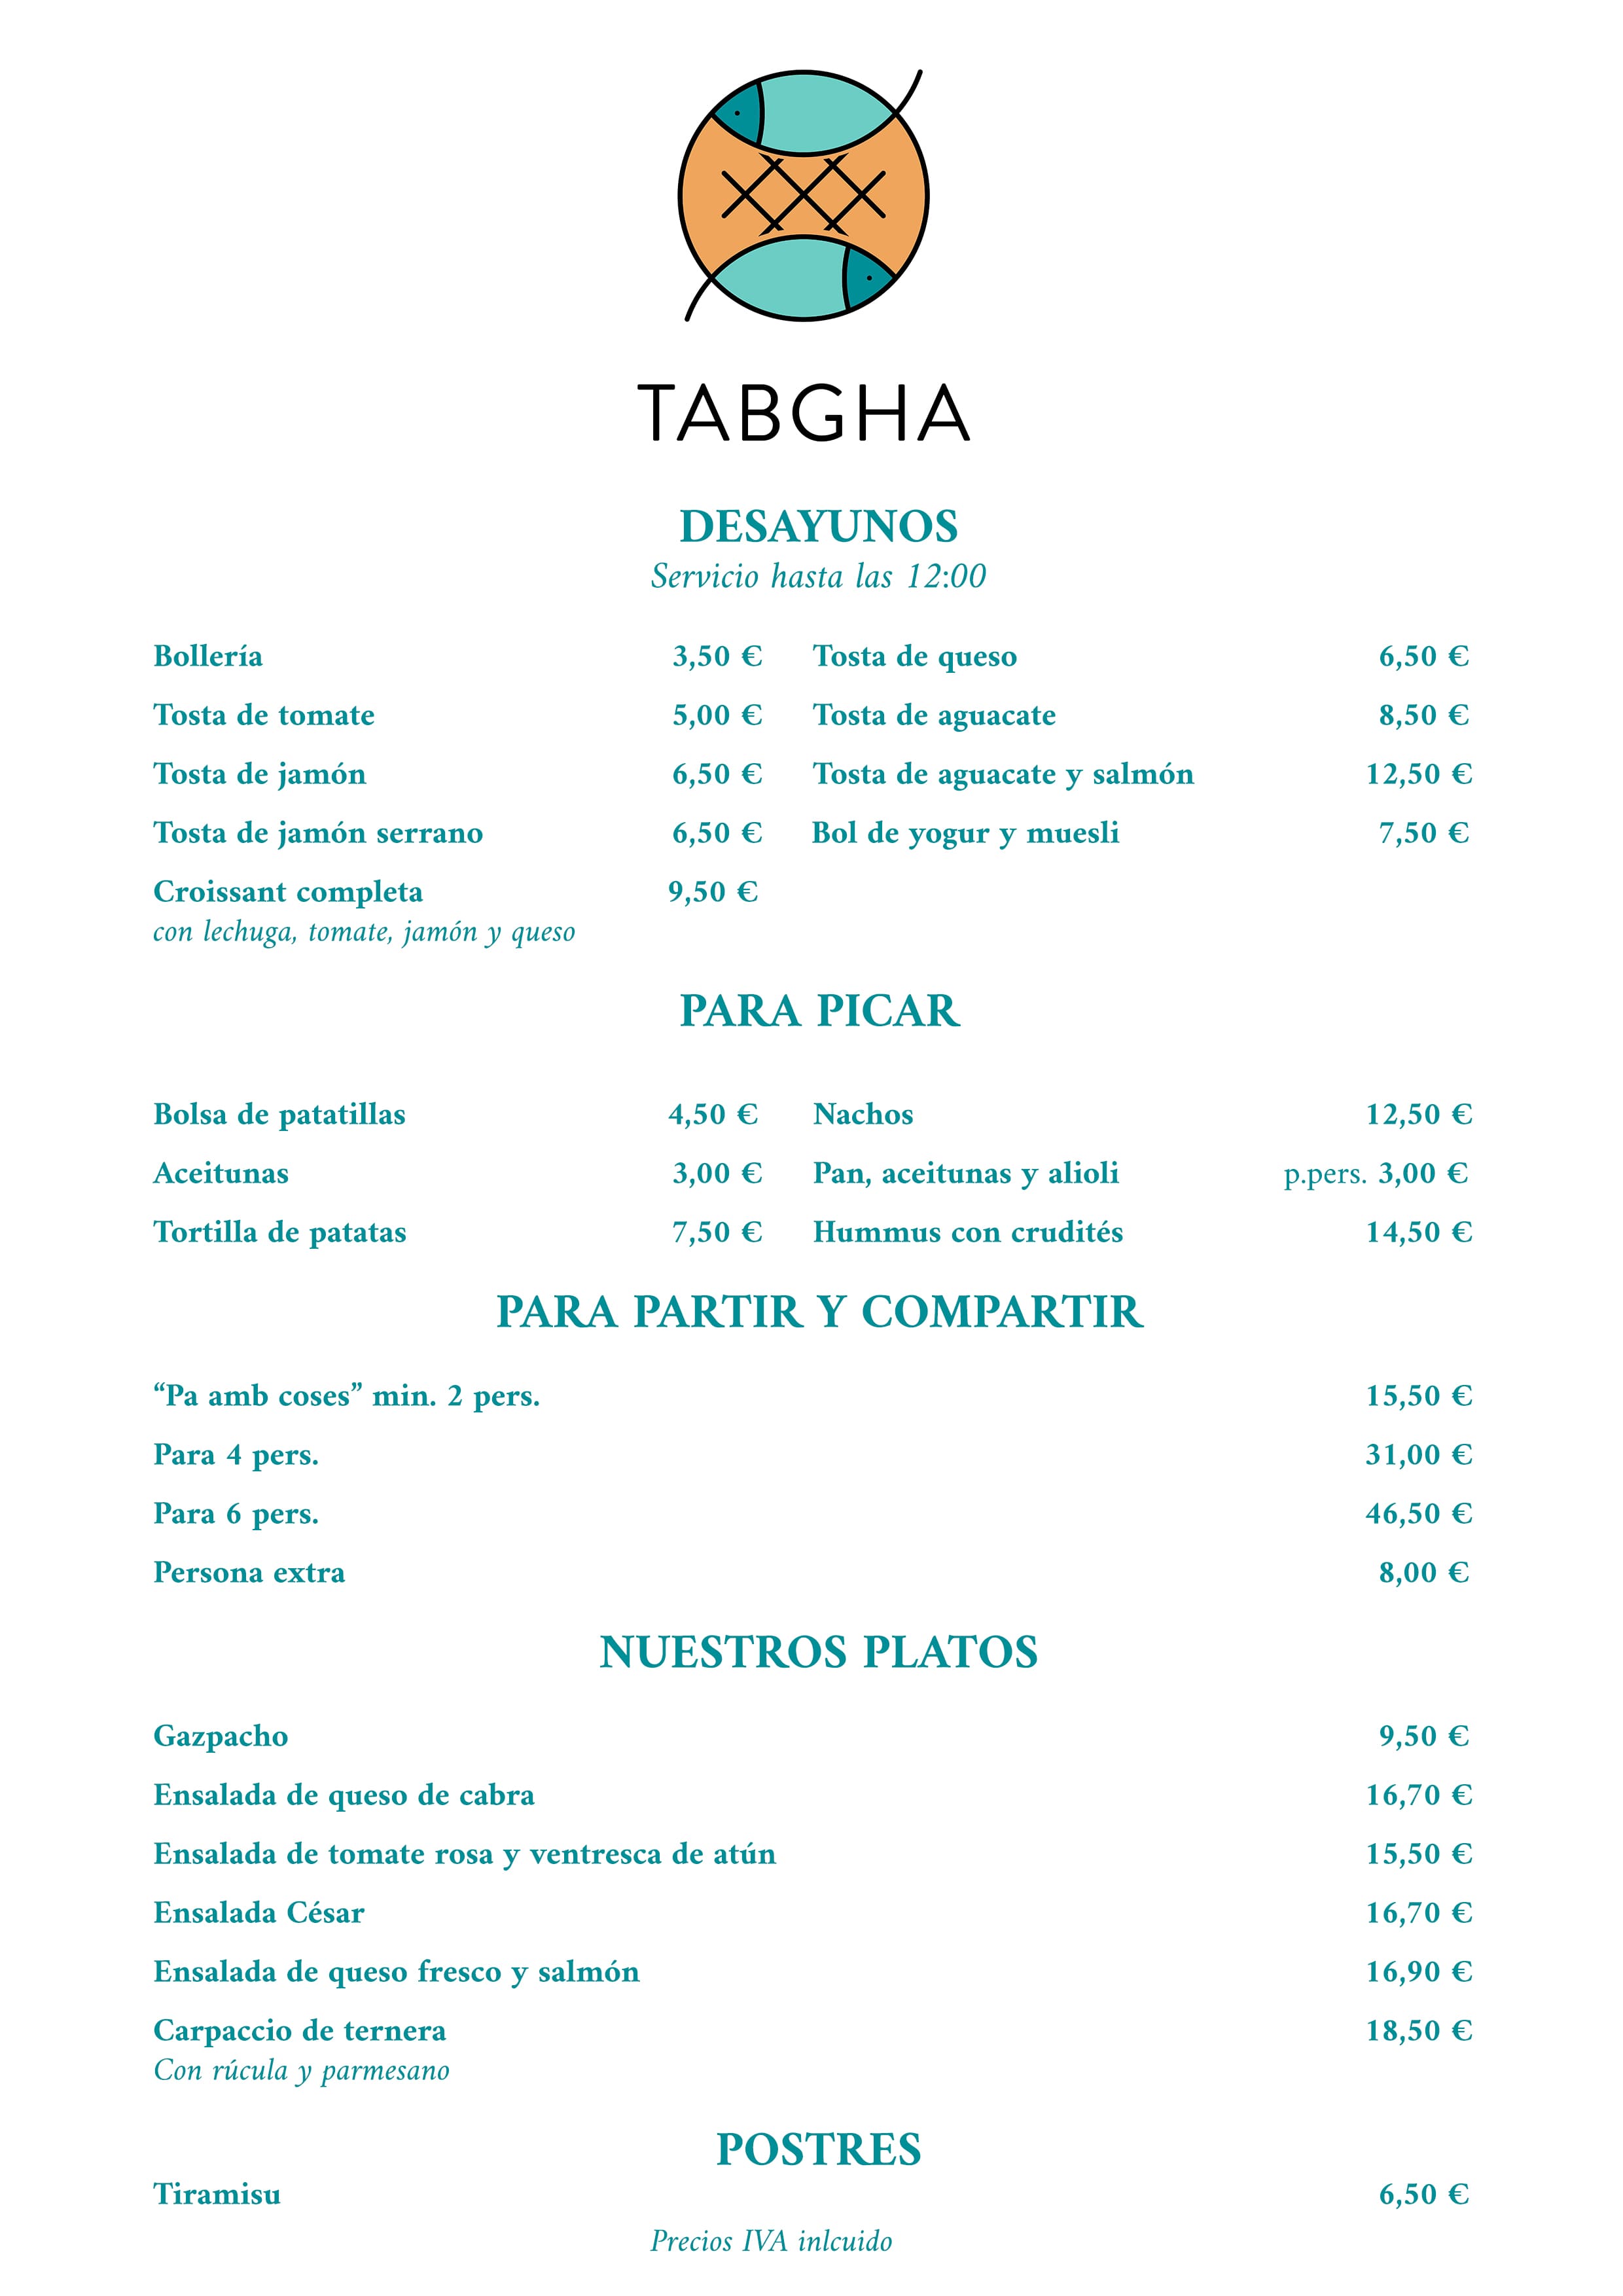 TABGHA
DESAYUNOS
Servicio hasta las 12:00
Bollería 3,50 €
Tosta de tomate 5,00 €
Tosta de jamón 6,50 €
Tosta de jamón serrano 6,50 €
Croissant completa 9,50 €
con lechuga, tomate, jamón y queso
Tosta de queso 6,50 €
Tosta de aguacate 8,50 €
Tosta de aguacate y salmón 12,50 €
Bol de yogur y muesli 7,50 €
PARA PICAR
Bolsa de patatillas 4,50 €
Aceitunas 3,00 €
Tortilla de patatas 7,50 €
Nachos 12,50 €
Pan, aceitunas y alioli p.pers. 3,00 €
Hummus con crudités 14,50 €
PARA PARTIR Y COMPARTIR
“Pa amb coses” min. 2 pers. 15,50 €
Para 4 pers. 31,00 €
Para 6 pers. 46,50 €
Persona extra 8,00 €
NUESTROS PLATOS
Gazpacho 9,50 €
Ensalada de queso de cabra 16,70 €
Ensalada de tomate rosa y ventresca de atún 15,50 €
Ensalada César 16,70 €
Ensalada de queso fresco y salmón 16,90 €
Carpaccio de ternera 18,50 €
Con rúcula y parmesano
POSTRES
Tiramisu 6,50 €
Precios IVA inlcuido